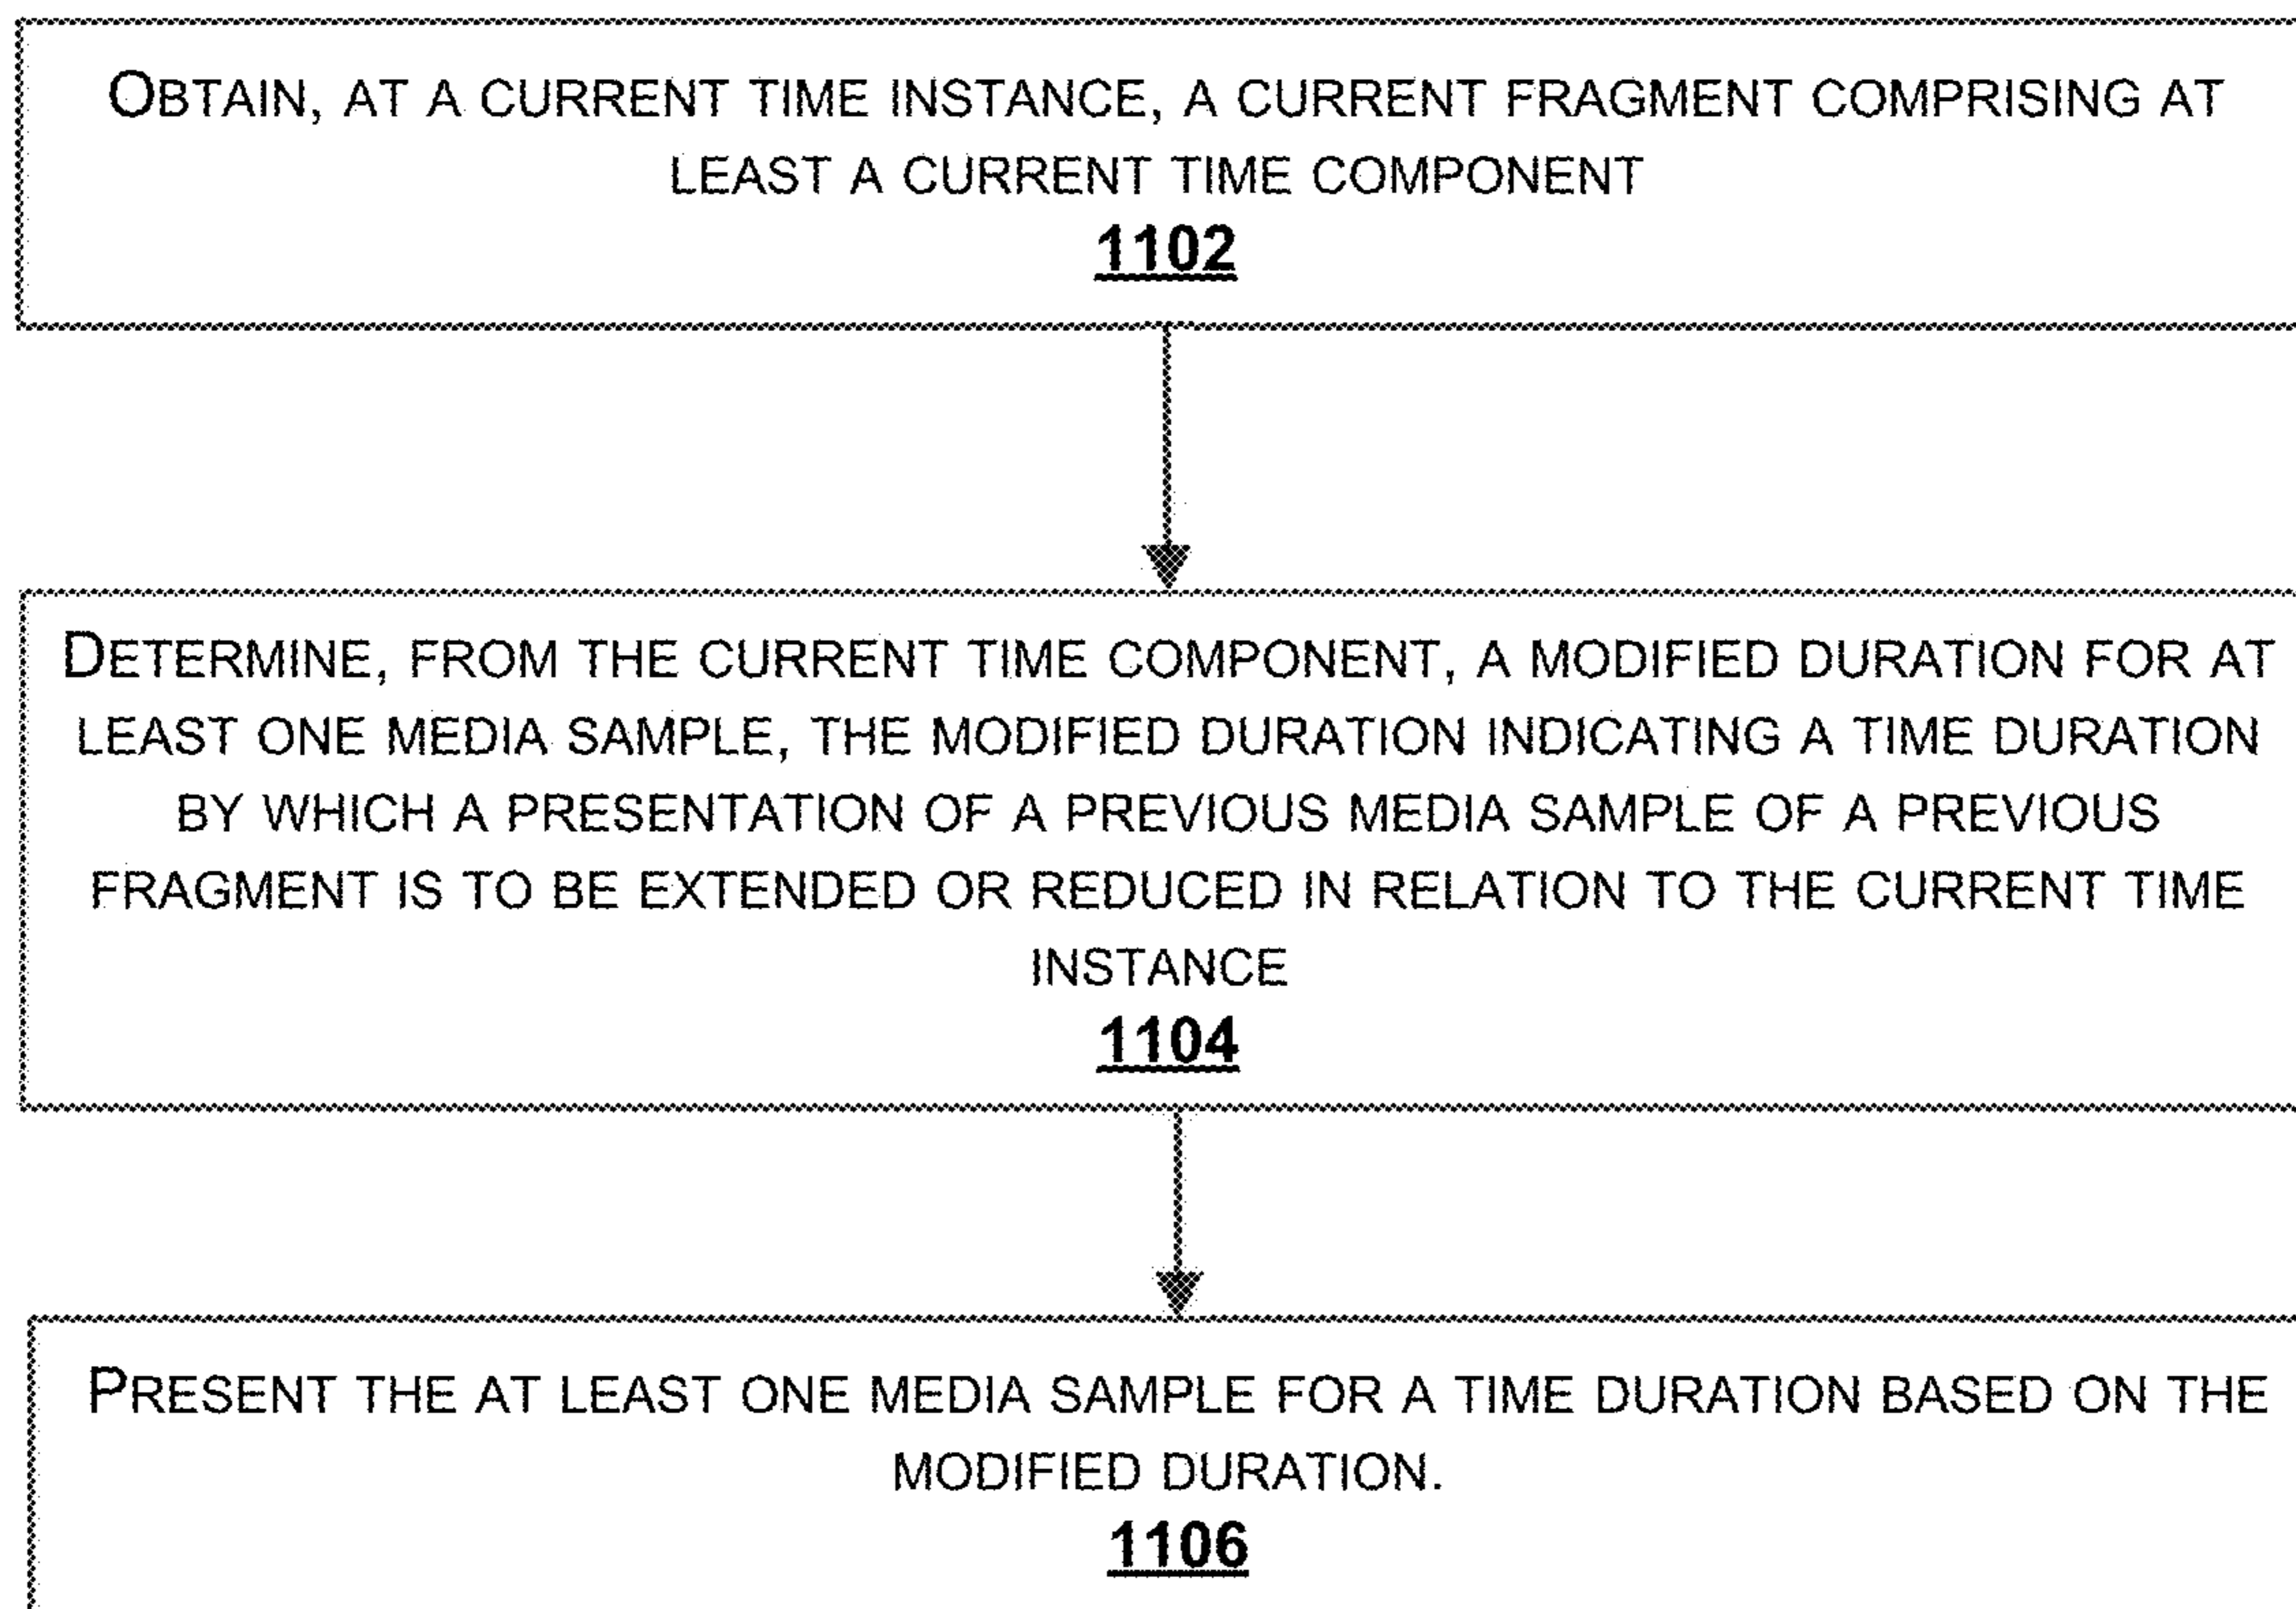 OBTAIN, AT A CURRENT TIME INSTANCE, A CURRENT FRAGMENT COMPRISING AT
LEAST A CURRENT TIME COMPONENT
1102
DETERMINE, FROM THE CURRENT TIME COMPONENT, A MODIFIED DURATION FOR AT
LEAST ONE MEDIA SAMPLE, THE MODIFIED DURATION INDICATING A TIME DURATION
BY WHICH A PRESENTATION OF A PREVIOUS MEDIA SAMPLE OF A PREVIOUS
FRAGMENT IS TO BE EXTENDED OR REDUCED IN RELATION TO THE CURRENT TIME
INSTANCE
1104
PRESENT THE AT LEAST ONE MEDIA SAMPLE FOR A TIME DURATION BASED ON THE
MODIFIED DURATION.
1106